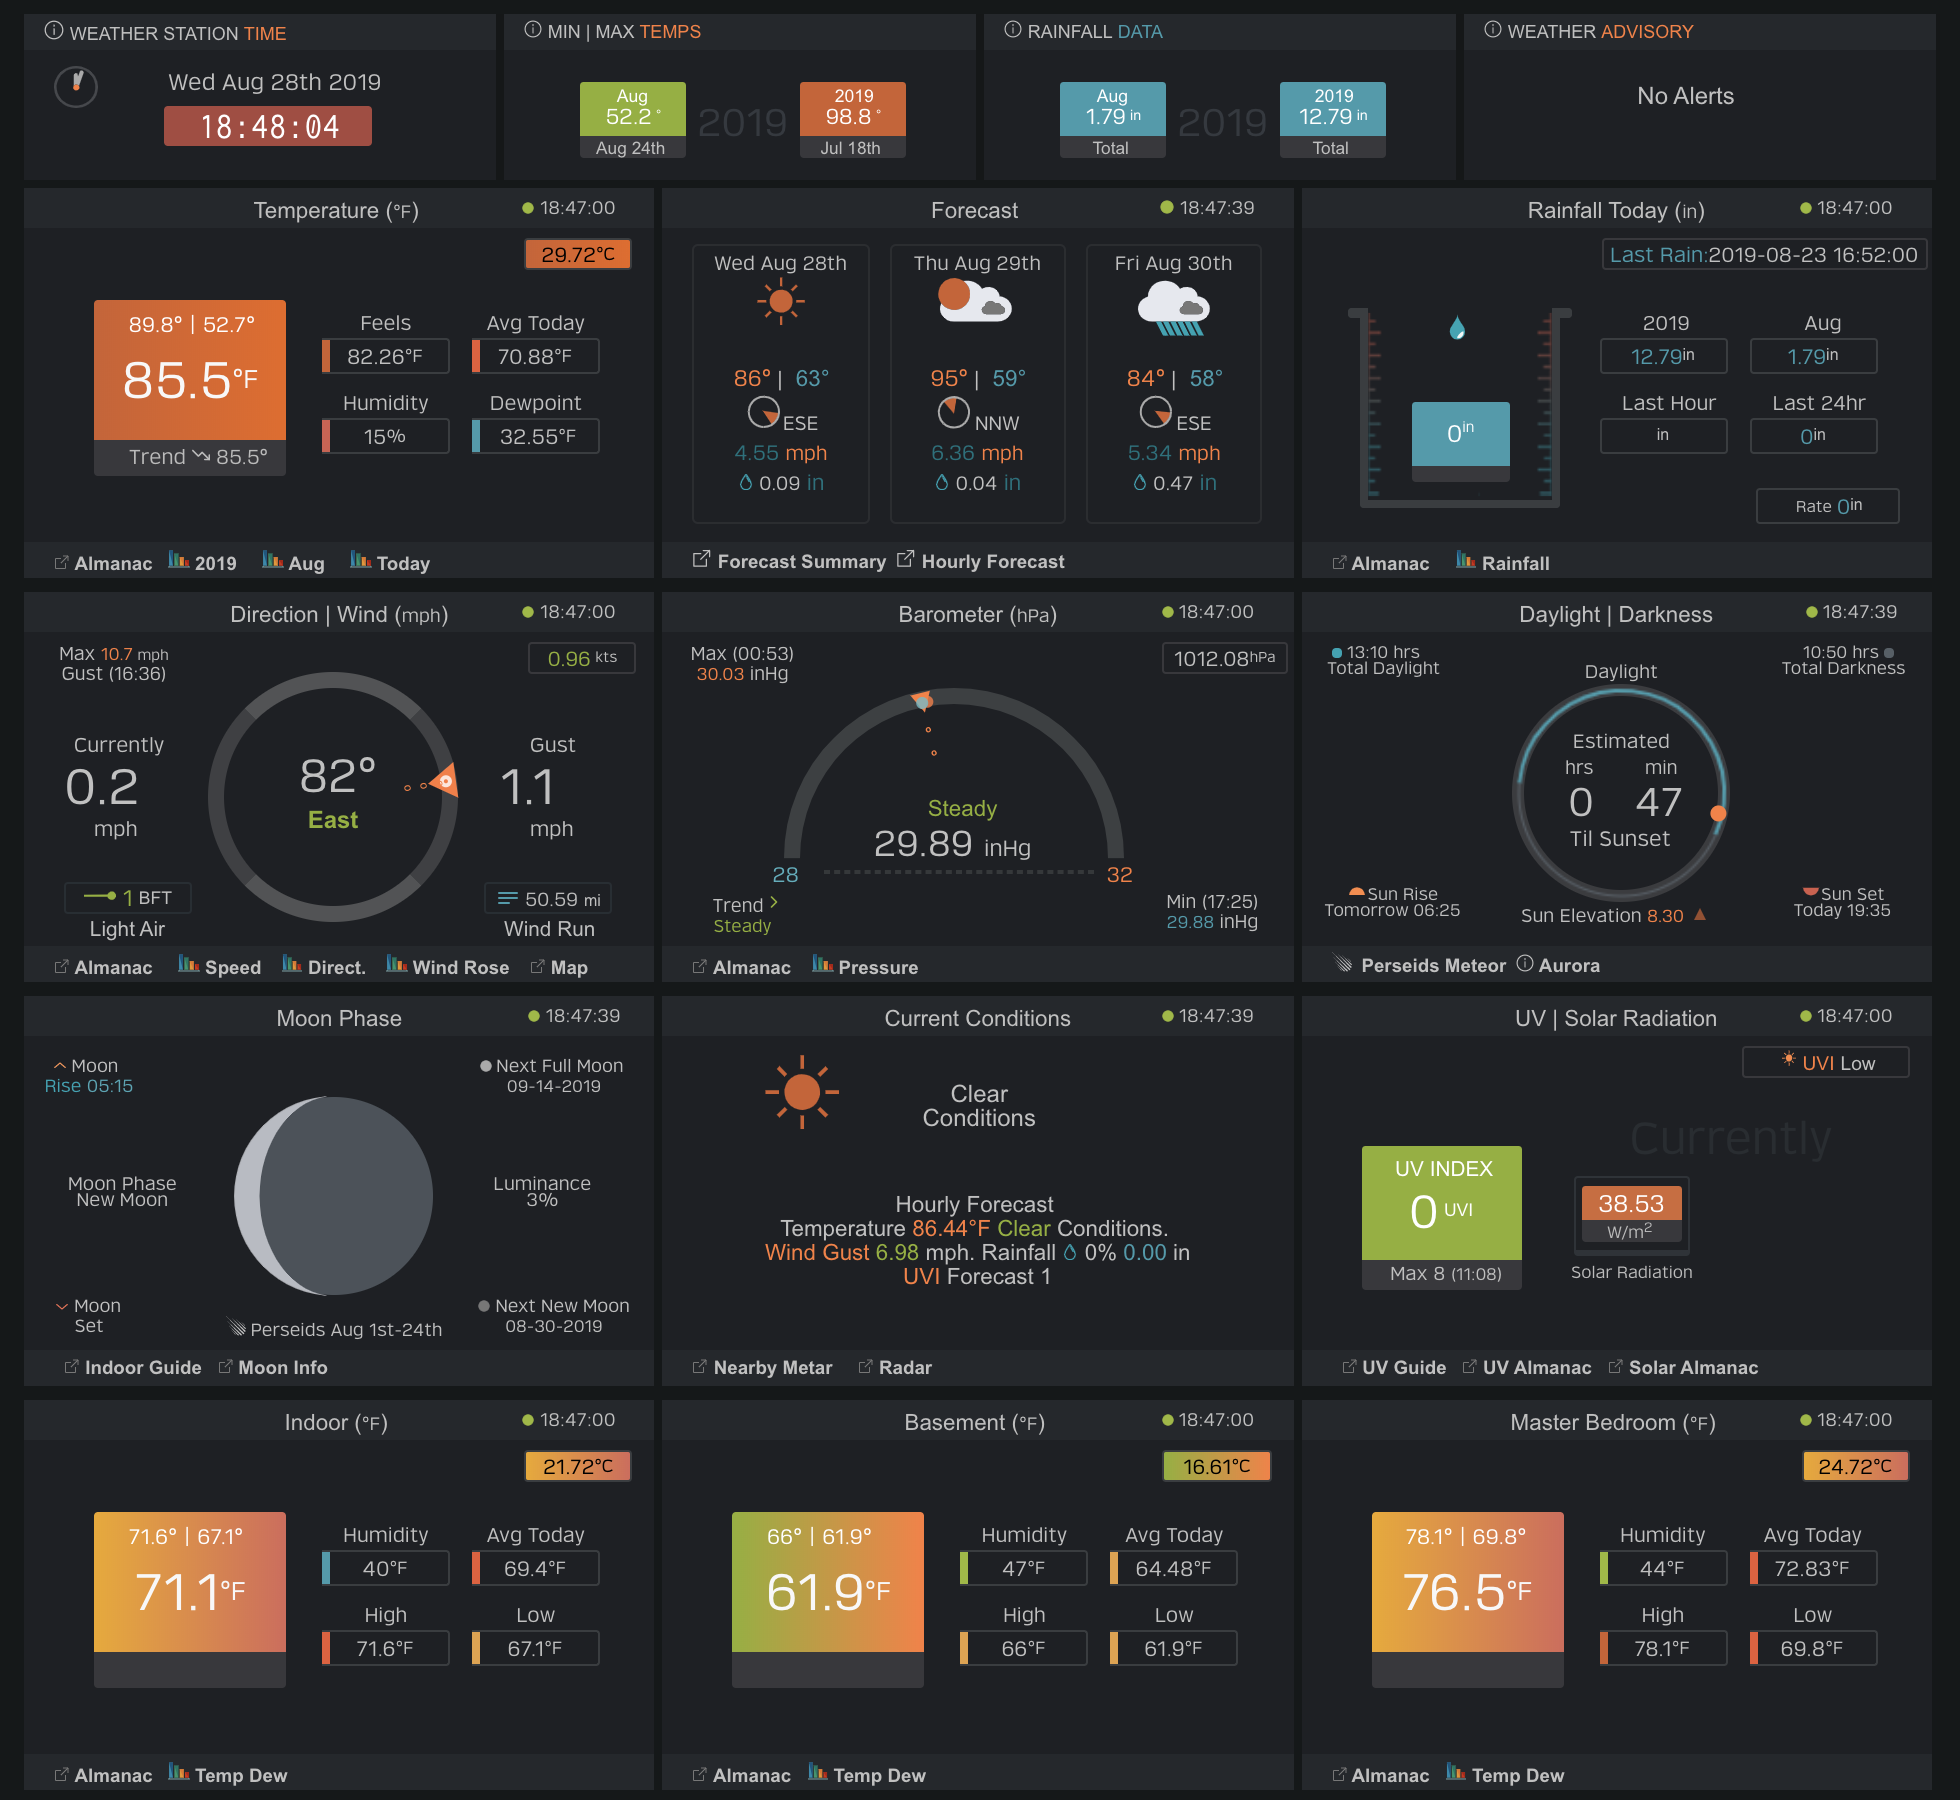 WEATHER STATION TIME
Wed Aug 28th 2019
18:48:04
MIN | MAX TEMPS
Aug
52.2 °
Aug 24th
2019
2019
98.8 °
Jul 18th
RAINFALL DATA
Aug
1.79 in
Total
2019
2019
12.79 in
Total
WEATHER ADVISORY
No Alerts
Temperature (°F)
18:47:00
29.72°C
89.8° | 52.7°
85.5°F
Trend 85.5°
Feels
82.26°F
Avg Today
70.88°F
Humidity
15%
Dewpoint
32.55°F
Almanac 2019 Aug Today
Forecast
18:47:39
Wed Aug 28th
86° | 63°
ESE
4.55 mph
0.09 in
Thu Aug 29th
95° | 59°
NNW
6.36 mph
0.04 in
Fri Aug 30th
84° | 58°
ESE
5.34 mph
0.47 in
Forecast Summary Hourly Forecast
Rainfall Today (in)
18:47:00
Last Rain:2019-08-23 16:52:00
0in
2019
12.79in
Aug
1.79in
Last Hour
in
Last 24hr
0in
Rate 0in
Almanac Rainfall
Direction | Wind (mph)
18:47:00
Max 10.7 mph
Gust (16:36)
0.96 kts
Currently
0.2
mph
82°
East
Gust
1.1
mph
1 BFT
Light Air
50.59 mi
Wind Run
Almanac Speed Direct. Wind Rose Map
Barometer (hPa)
18:47:00
Max (00:53)
30.03 inHg
1012.08hPa
Steady
29.89 inHg
28
32
Trend
Steady
Min (17:25)
29.88 inHg
Almanac Pressure
Daylight | Darkness
18:47:39
13:10 hrs
Total Daylight
10:50 hrs
Total Darkness
Daylight
Estimated
hrs min
0 47
Til Sunset
Sun Rise
Tomorrow 06:25
Sun Elevation 8.30
Sun Set
Today 19:35
Perseids Meteor Aurora
Moon Phase
18:47:39
Moon
Rise 05:15
Next Full Moon
09-14-2019
Moon Phase
New Moon
Luminance
3%
Moon
Set
Perseids Aug 1st-24th
Next New Moon
08-30-2019
Indoor Guide Moon Info
Current Conditions
18:47:39
Clear
Conditions
Hourly Forecast
Temperature 86.44°F Clear Conditions.
Wind Gust 6.98 mph. Rainfall 0% 0.00 in
UVI Forecast 1
Nearby Metar Radar
UV | Solar Radiation
18:47:00
UVI Low
Currently
UV INDEX
0 UVI
Max 8 (11:08)
38.53
W/m2
Solar Radiation
UV Guide UV Almanac Solar Almanac
Indoor (°F)
18:47:00
21.72°C
71.6° | 67.1°
71.1°F
Humidity
40°F
Avg Today
69.4°F
High
71.6°F
Low
67.1°F
Almanac Temp Dew
Basement (°F)
18:47:00
16.61°C
66° | 61.9°
61.9°F
Humidity
47°F
Avg Today
64.48°F
High
66°F
Low
61.9°F
Almanac Temp Dew
Master Bedroom (°F)
18:47:00
24.72°C
78.1° | 69.8°
76.5°F
Humidity
44°F
Avg Today
72.83°F
High
78.1°F
Low
69.8°F
Almanac Temp Dew